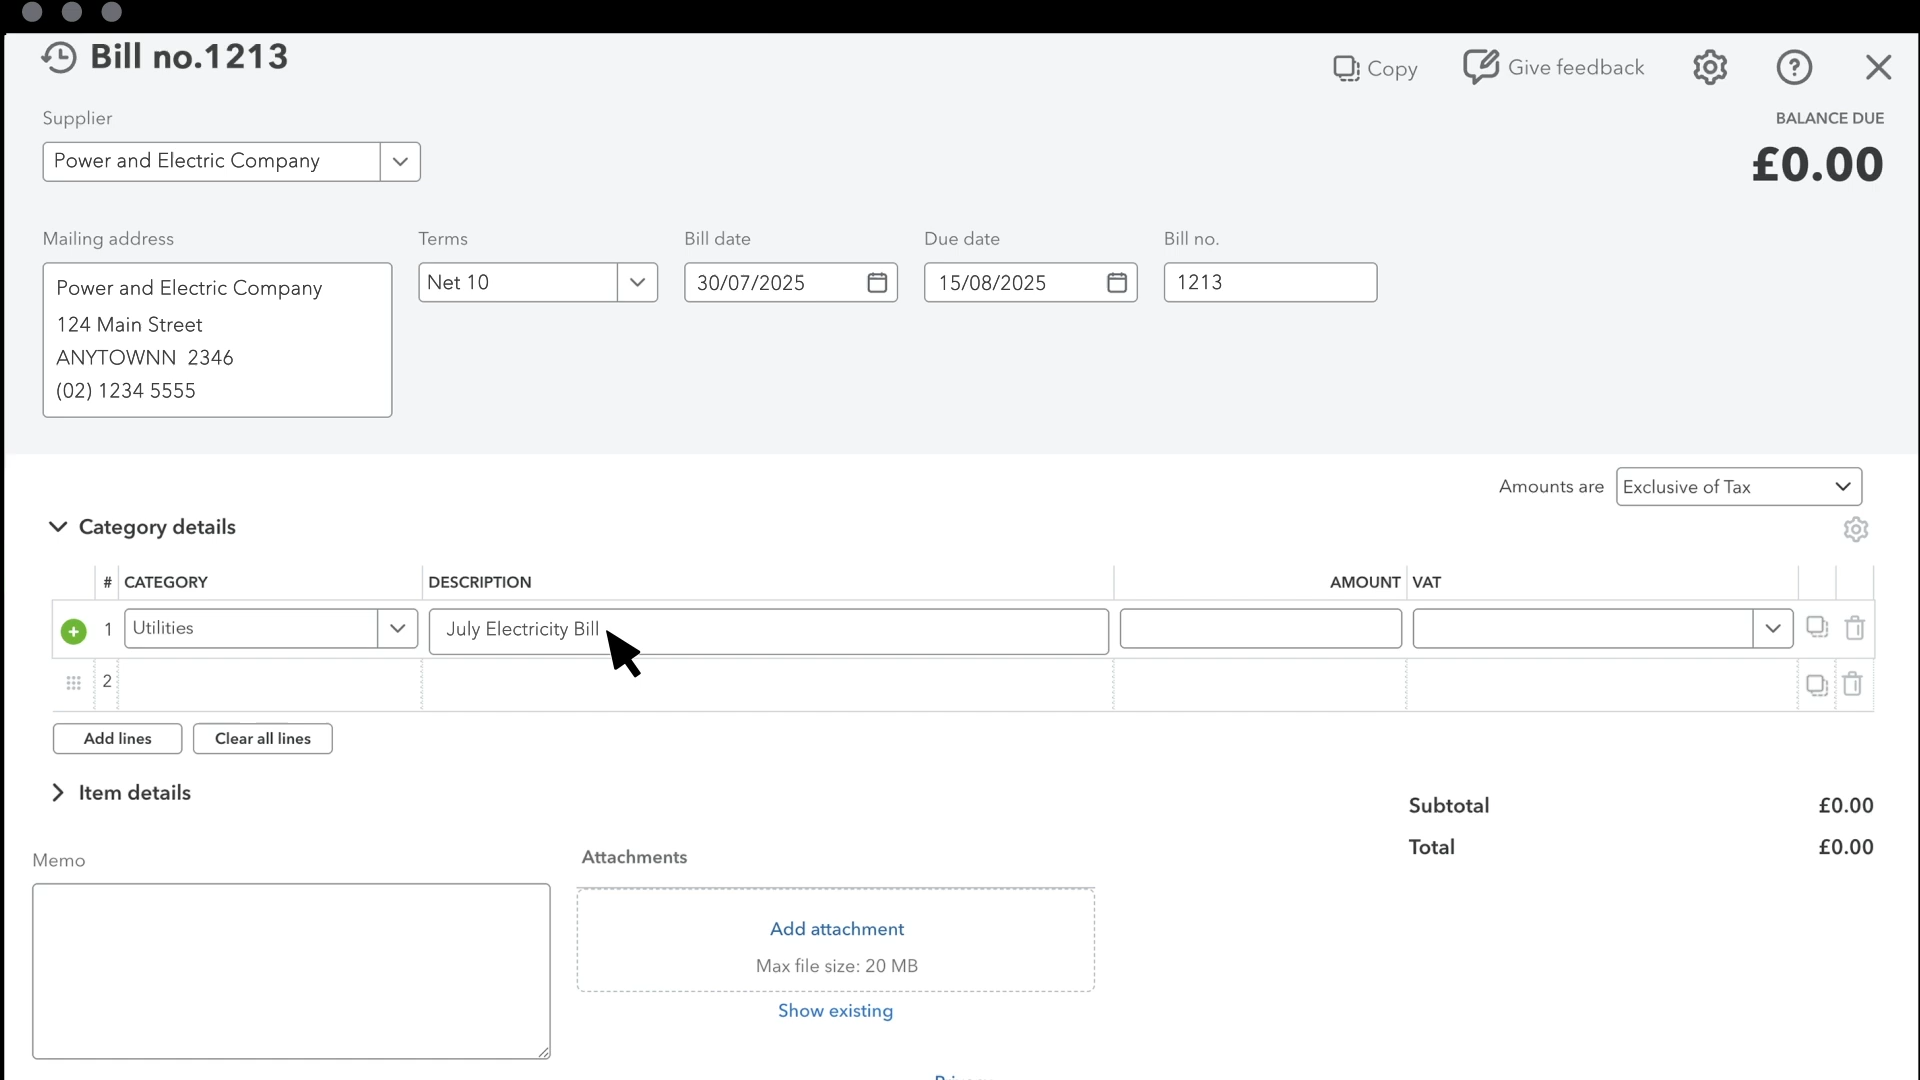 Bill no.1213
Copy
Give feedback
Supplier
BALANCE DUE
Power and Electric Company
£0.00
Mailing address
Terms
Bill date
Due date
Bill no.
Power and Electric Company
124 Main Street
ANYTOWNN 2346
(02) 1234 5555
Net 10
30/07/2025
15/08/2025
1213
Amounts are
Exclusive of Tax
Category details
# CATEGORY DESCRIPTION AMOUNT VAT
1 Utilities July Electricity Bill
2
Add lines
Clear all lines
Item details
Subtotal £0.00
Total £0.00
Memo
Attachments
Add attachment
Max file size: 20 MB
Show existing